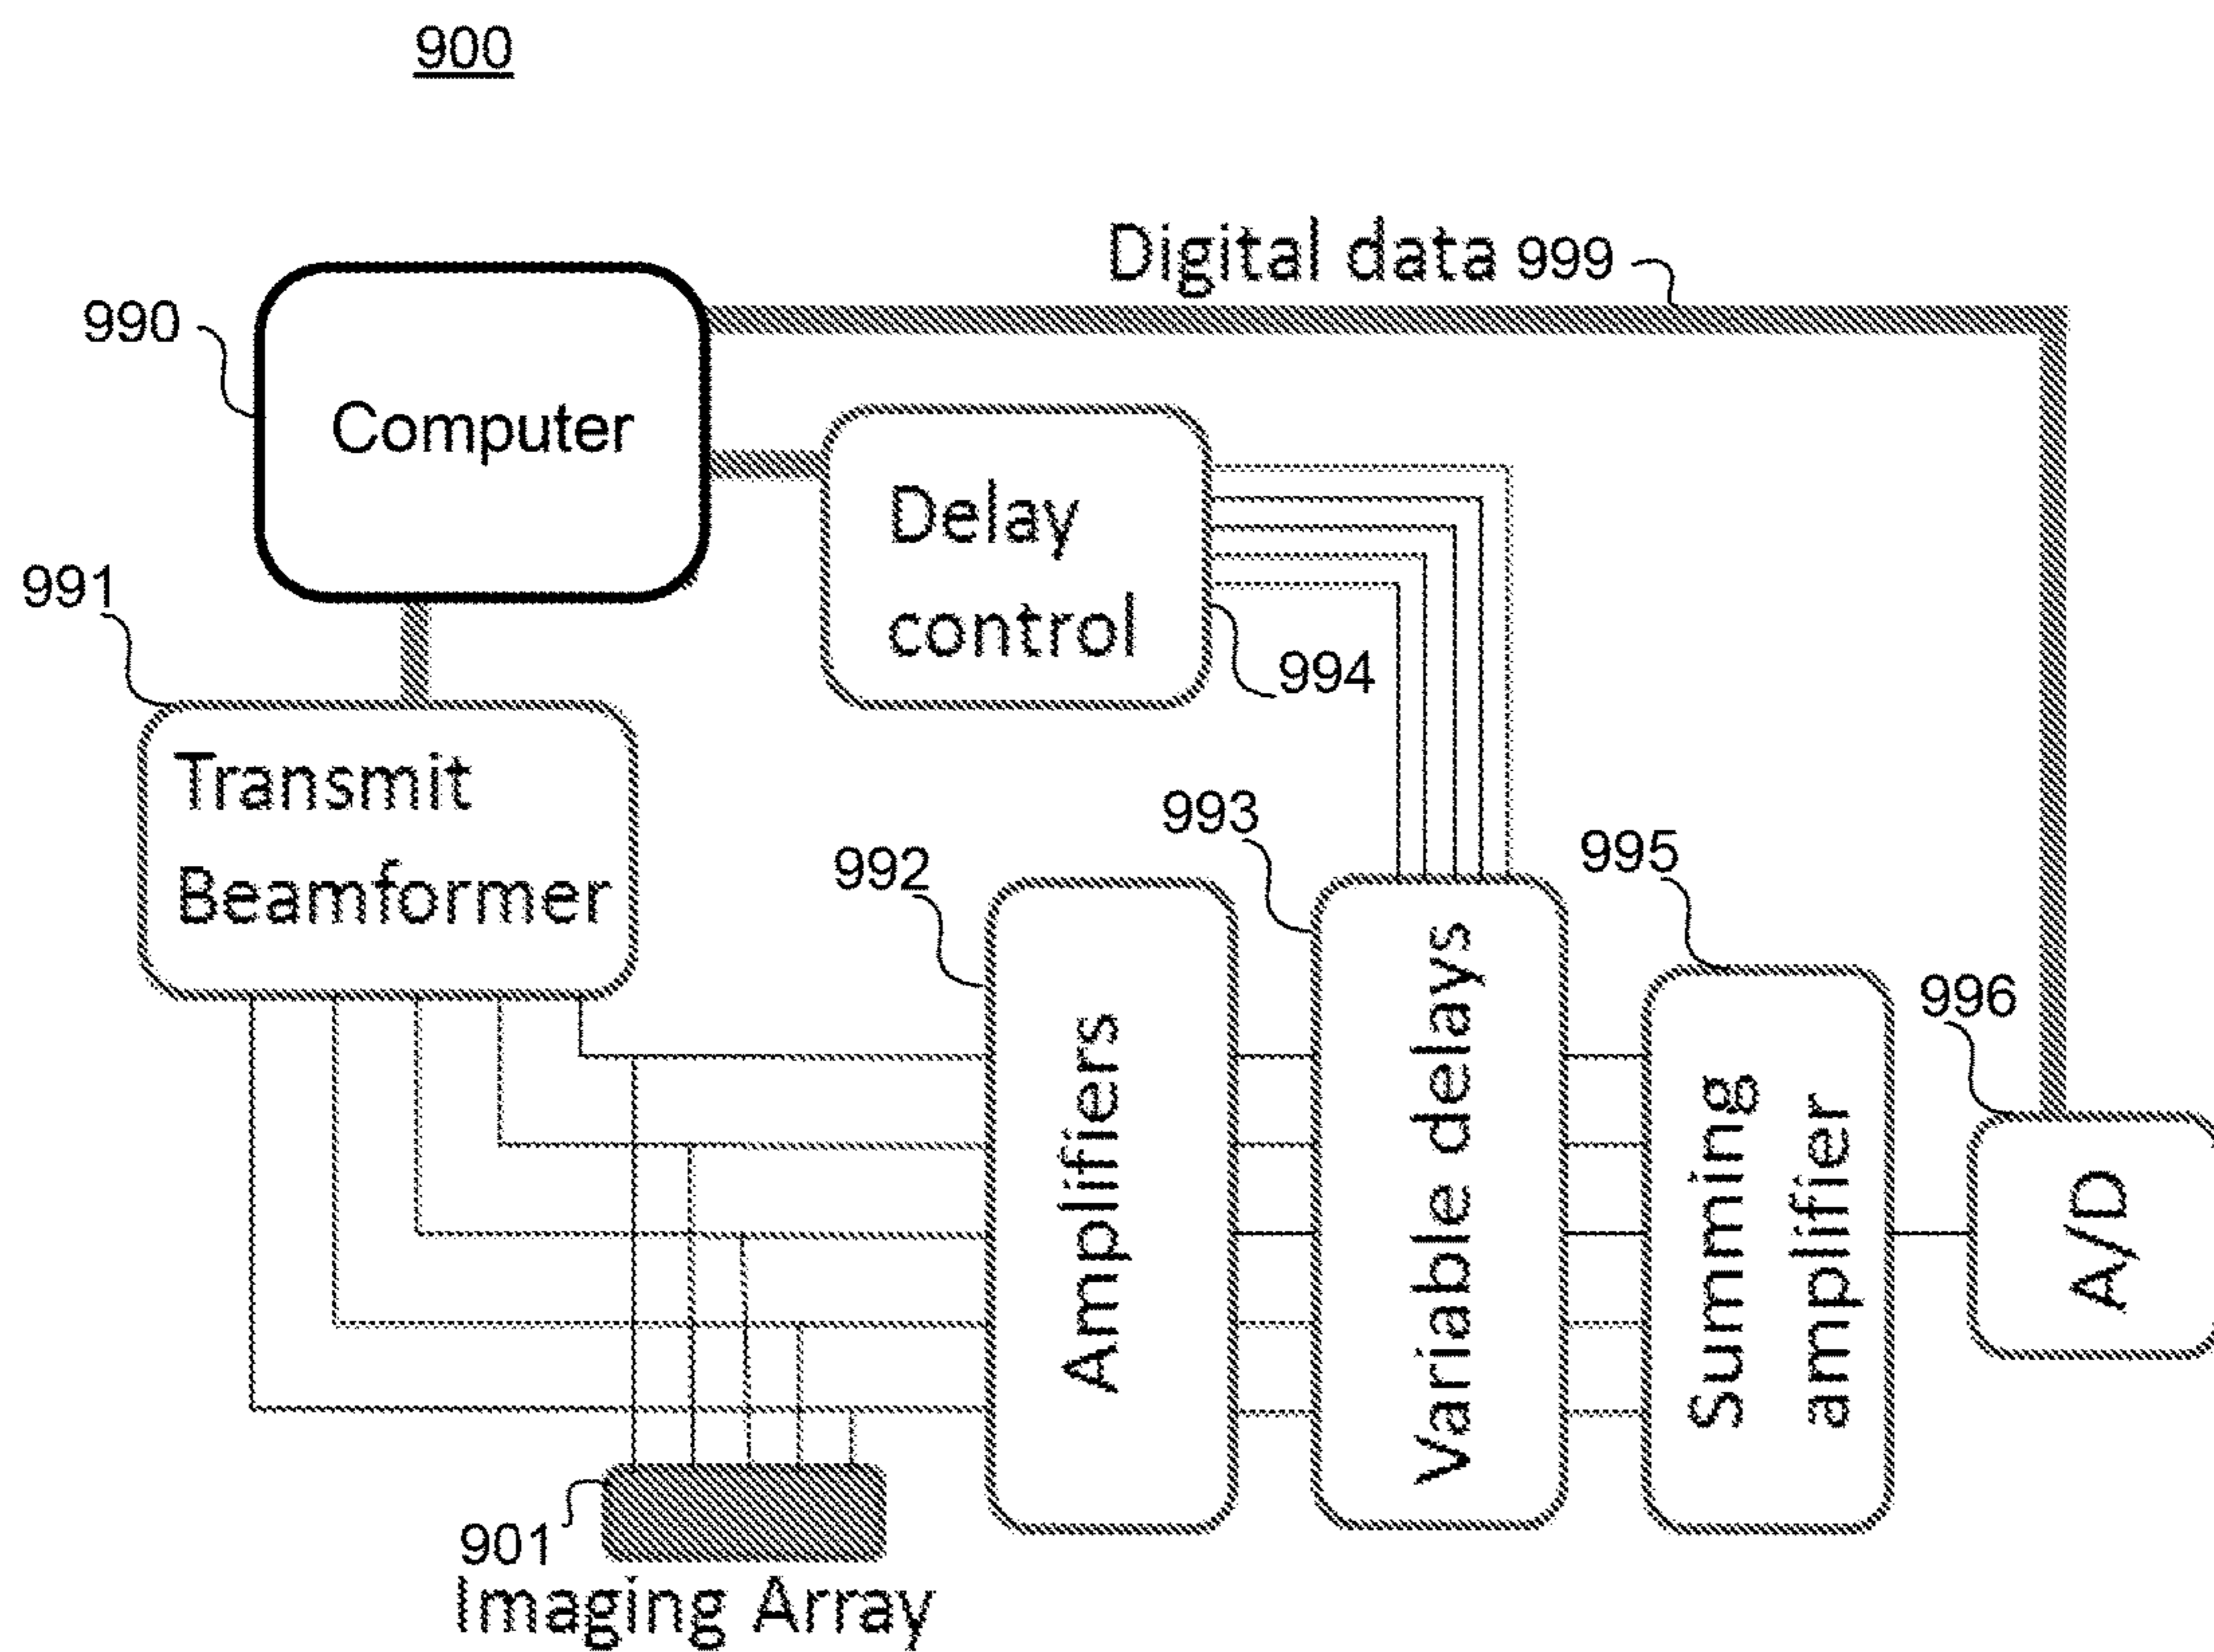 900
Digital data 999
990
Computer
Delay
control
994
991
Transmit
Beamformer
992
Amplifiers
993
Variable delays
995
Summing
amplifier
996
A/D
901
Imaging Array